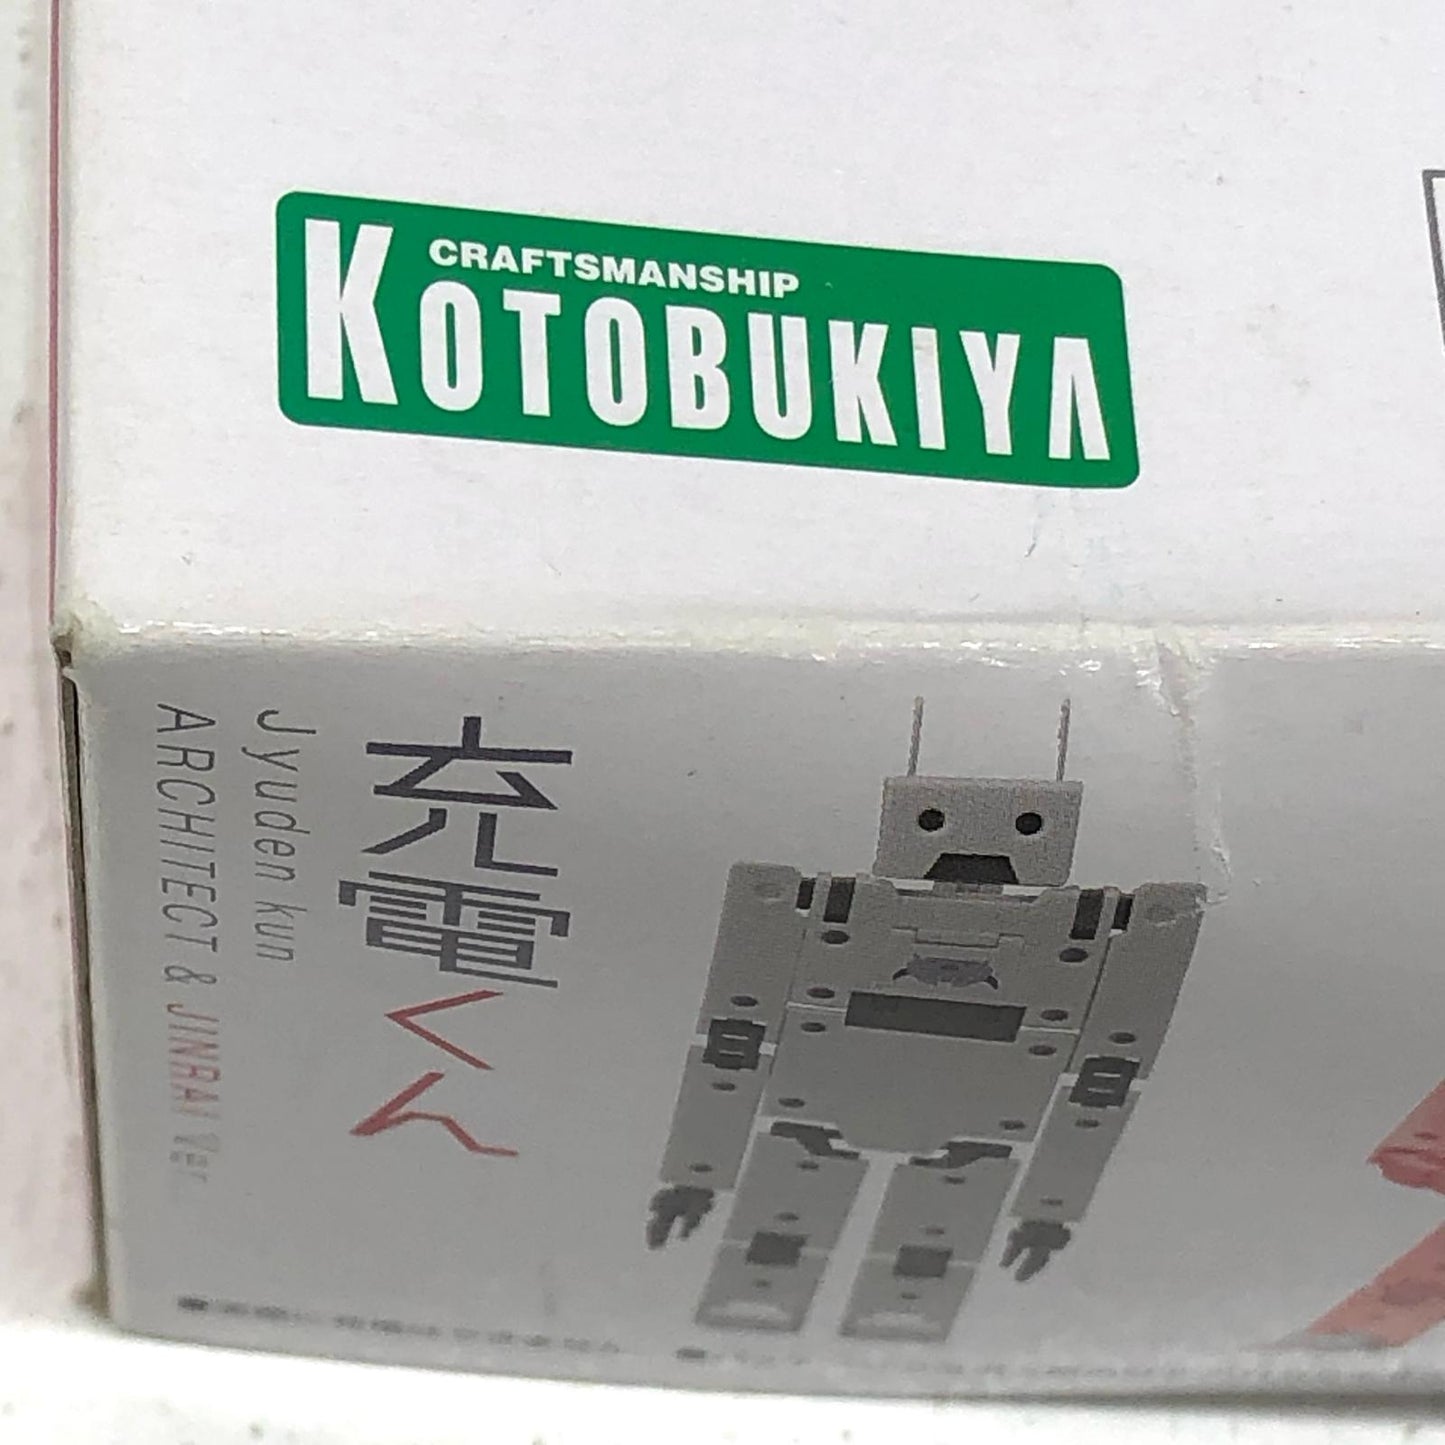 CRAFTSMANSHIP
KOTOBUKIYA
充電くん
Jyuden kun
ARCHITECT & JINRAI Ver.